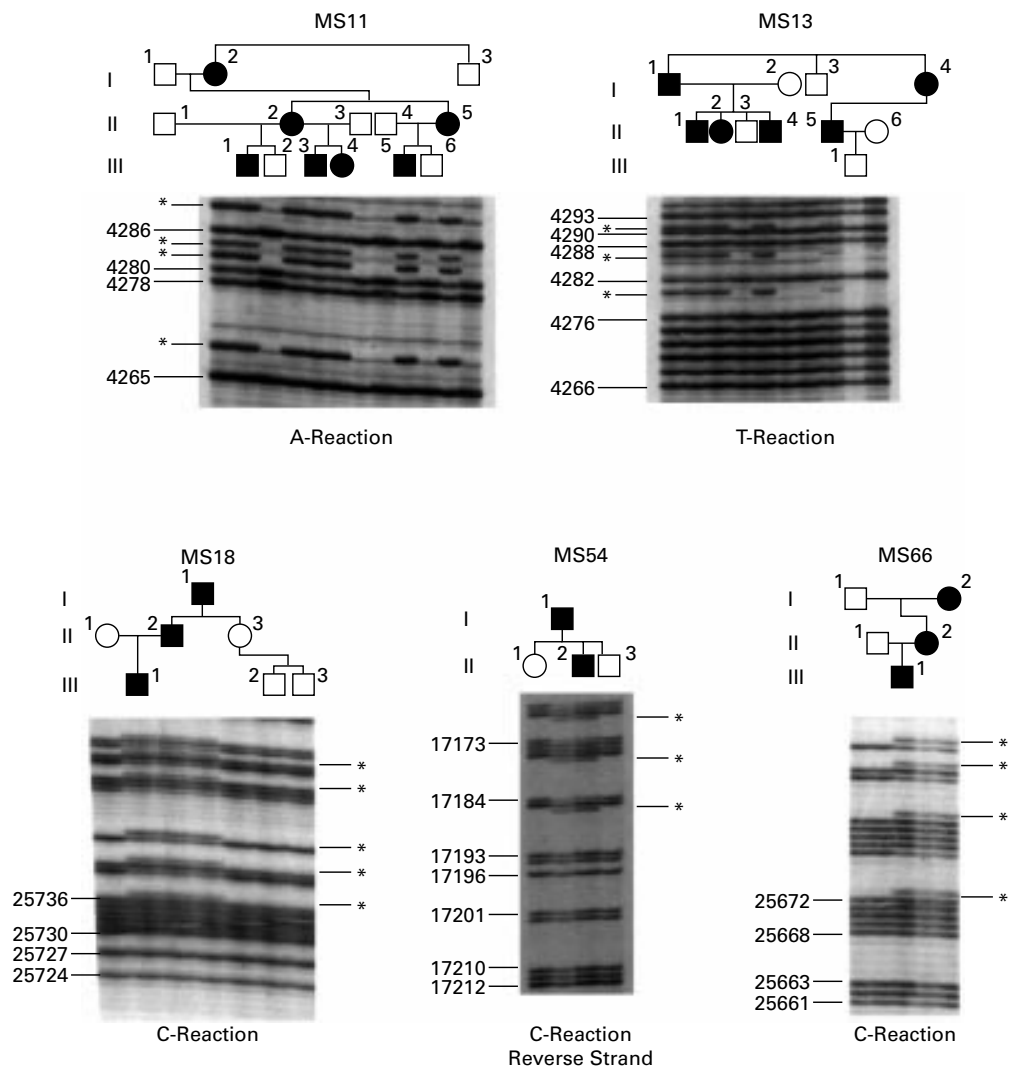 MS11
MS13
1 2 3
I
1 2 3 4
I
1 2 3 4 5
II
1 2 3 4 5 6
II
1 2 3 4 5 6
III
1
III
*
4286
*
*
4280
4278
*
4265
A-Reaction
4293
*
4290
4288
*
4282
*
4276
4266
T-Reaction
MS18
1
I
1 2 3
II
1 2 3
III
*
*
*
*
25736
*
25730
25727
25724
C-Reaction
MS54
1
I
1 2 3
II
*
17173
*
17184
*
17193
17196
17201
17210
17212
C-Reaction
Reverse Strand
MS66
1 2
I
1 2
II
1
III
*
*
*
*
25672
25668
25663
25661
C-Reaction